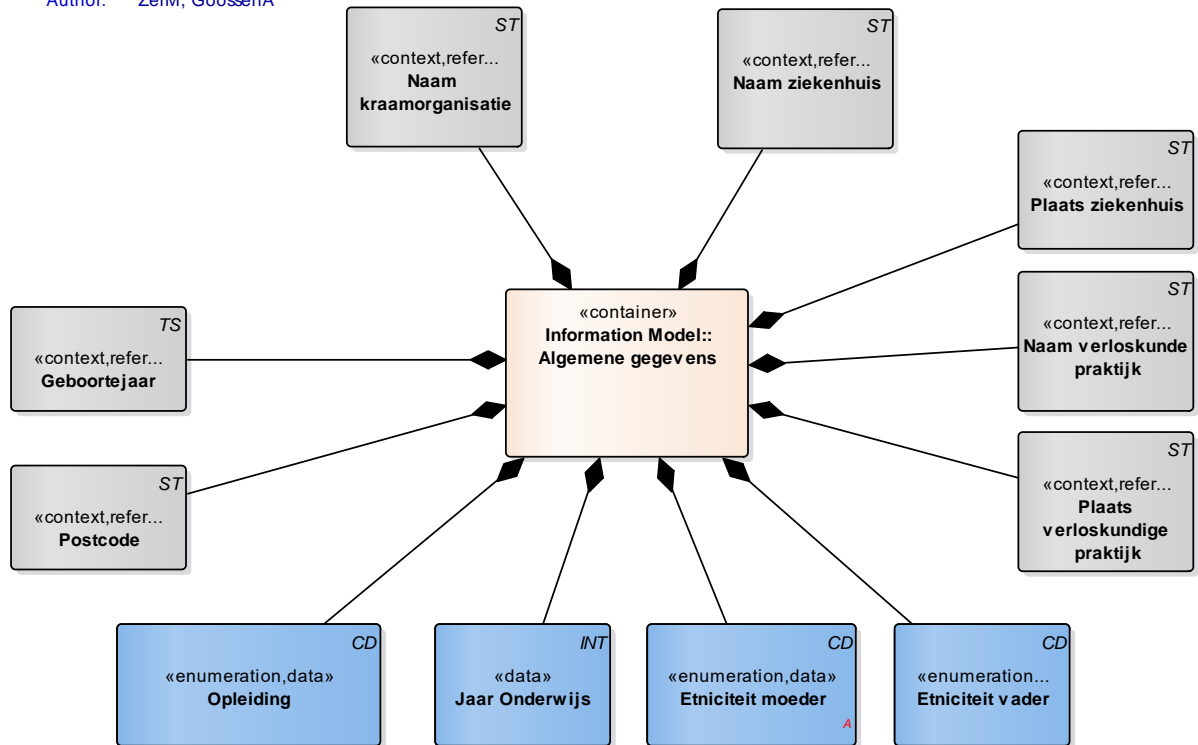 Author: ZelM, GoossenA
ST
«context,refer...
Naam
kraamorganisatie
ST
«context,refer...
Naam ziekenhuis
ST
«context,refer...
Plaats ziekenhuis
«container»
Information Model::
Algemene gegevens
ST
«context,refer...
Naam verloskunde
praktijk
TS
«context,refer...
Geboortejaar
ST
«context,refer...
Plaats
verloskundige
praktijk
ST
«context,refer...
Postcode
CD
«enumeration,data»
Opleiding
INT
«data»
Jaar Onderwijs
CD
«enumeration,data»
Etniciteit moeder
A
CD
«enumeration...
Etniciteit vader